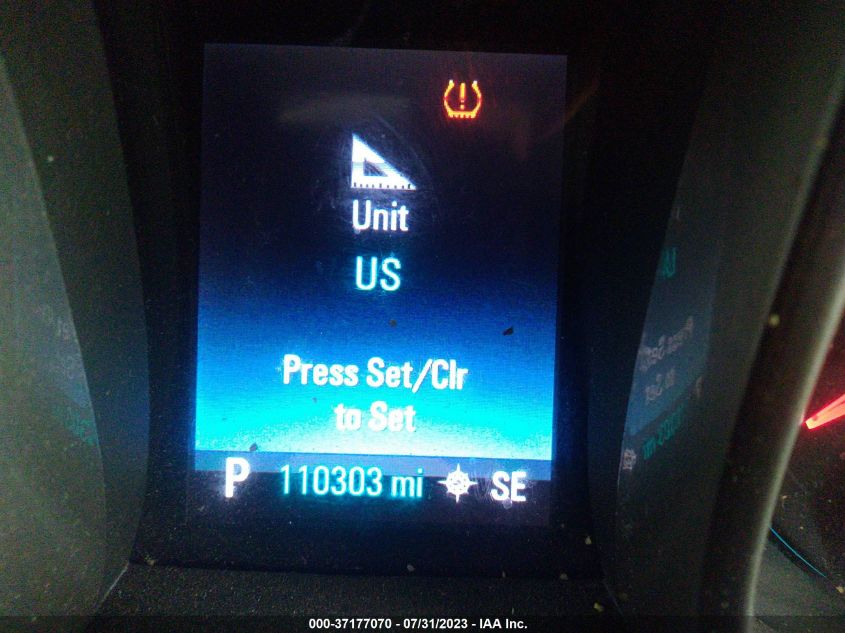 Unit
US
Press Set/Clr
to Set
P 110303 mi SE
000-37177070 - 07/31/2023 - IAA Inc.